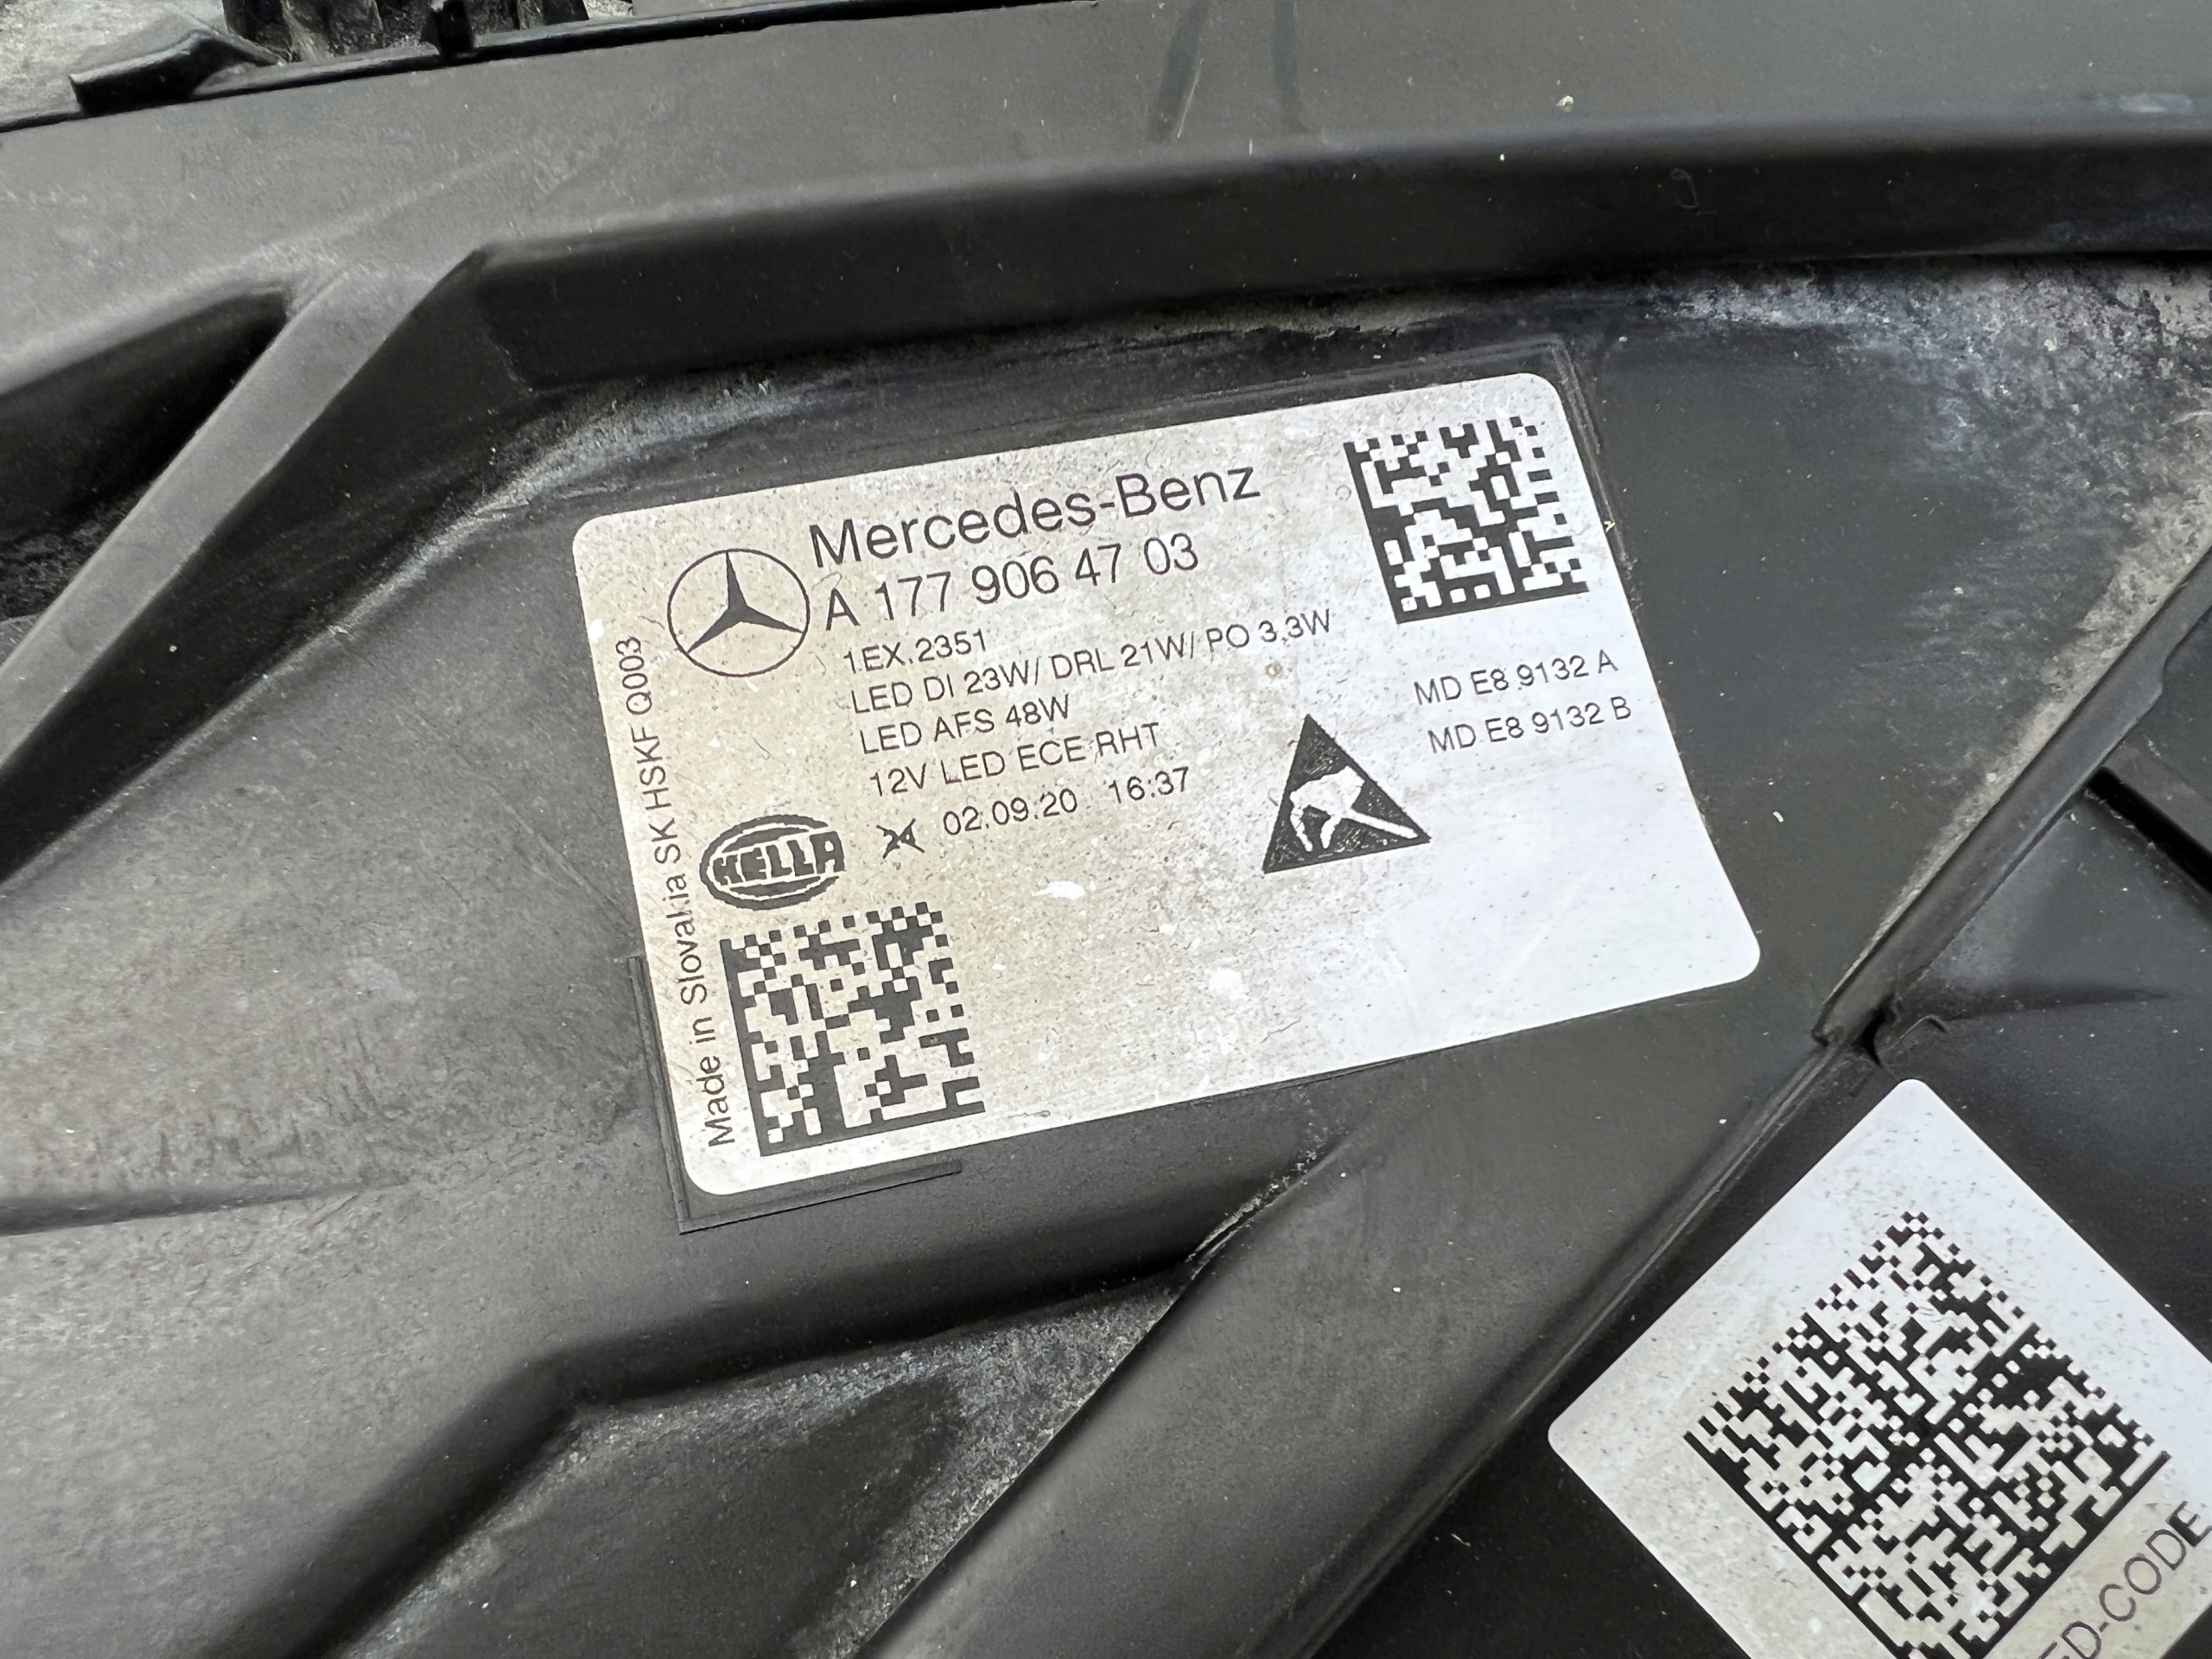 Mercedes-Benz
A 177 906 47 03
1EX.2351
LED DI 23W/ DRL 21W/ PO 3,3W
LED AFS 48W
12V LED ECE RHT
02.09.20 16:37
MD E8 9132 A
MD E8 9132 B
HELLA
Made in Slovakia SK HSKF Q003
ED-CODE